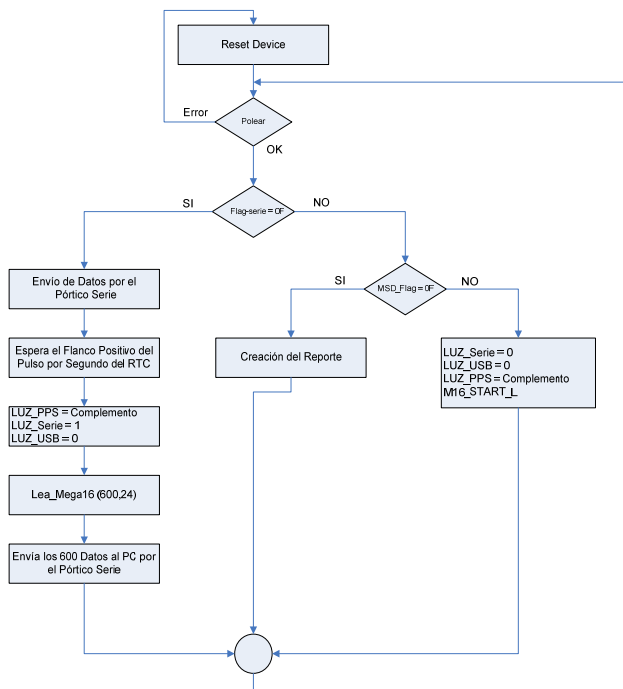 Reset Device
Error
Polear
OK
SI
Flag-serie = 0F
NO
Envío de Datos por el
Pórtico Serie
SI
MSD_Flag = 0F
NO
Espera el Flanco Positivo del
Pulso por Segundo del RTC
Creación del Reporte
LUZ_Serie = 0
LUZ_USB = 0
LUZ_PPS = Complemento
M16_START_L
LUZ_PPS = Complemento
LUZ_Serie = 1
LUZ_USB = 0
Lea_Mega16 (600,24)
Envía los 600 Datos al PC por
el Pórtico Serie